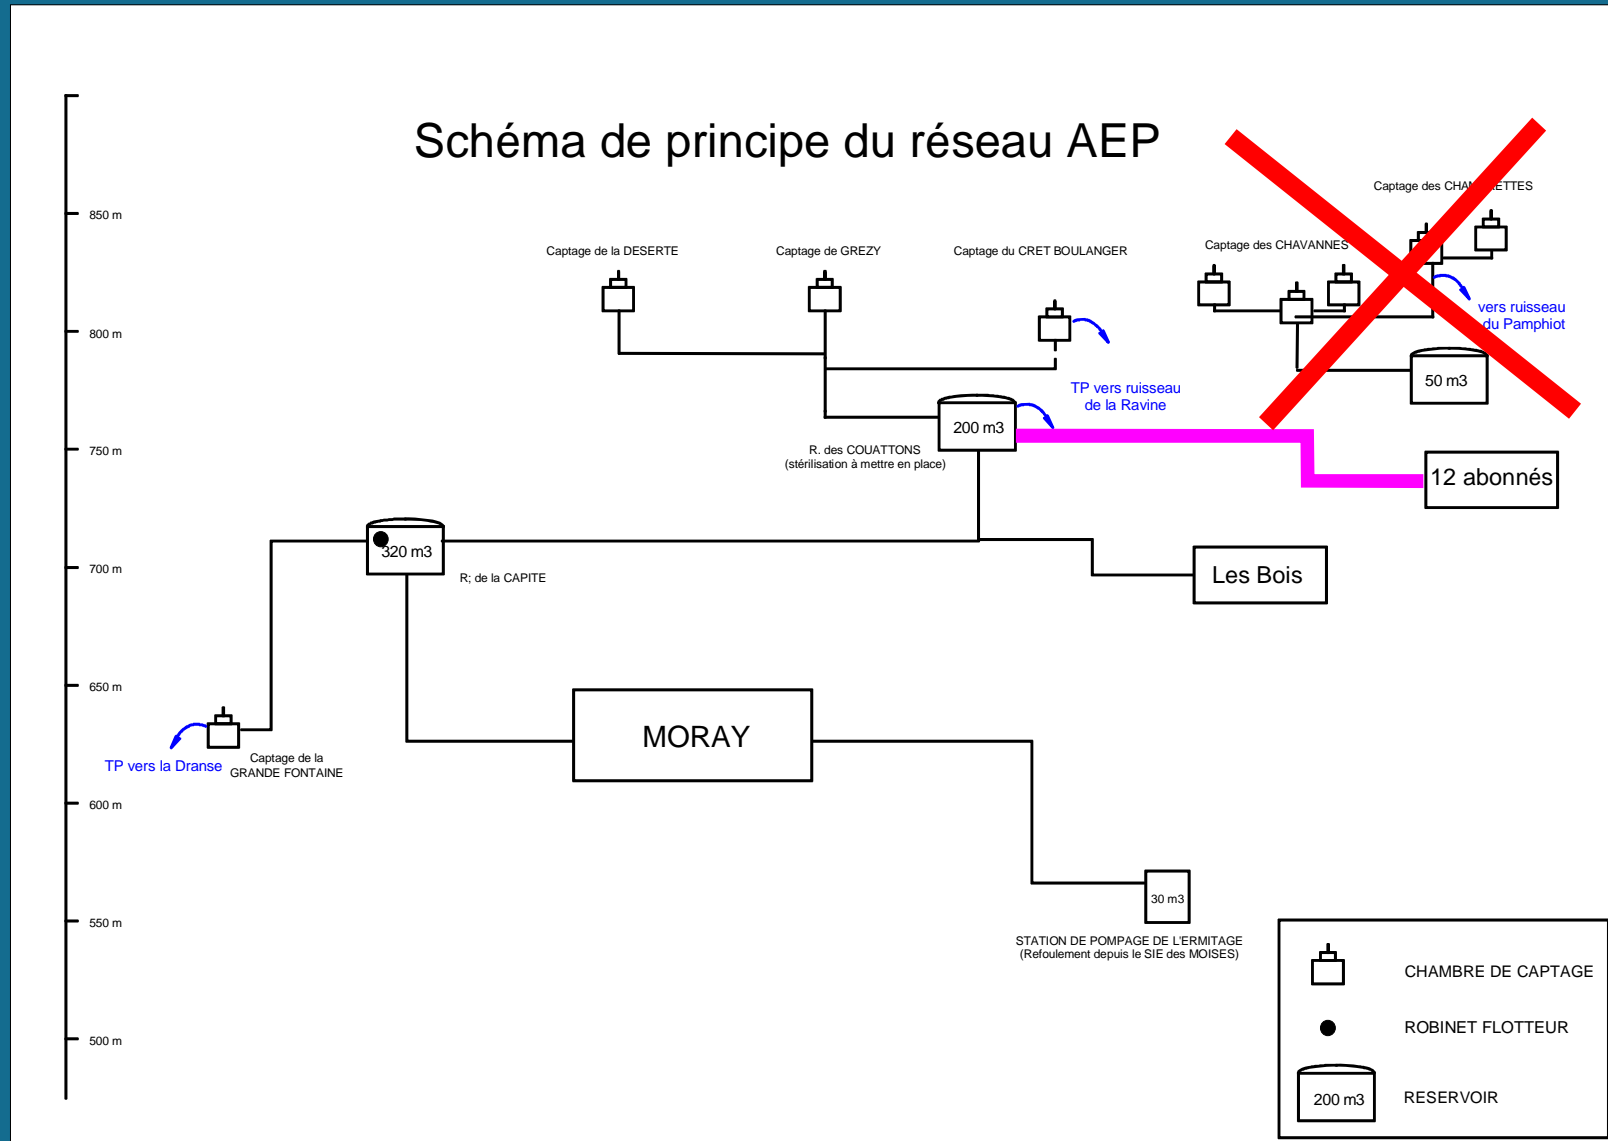 Schéma de principe du réseau AEP
850 m
800 m
750 m
700 m
650 m
600 m
550 m
500 m
Captage de la DESERTE
Captage de GREZY
Captage du CRET BOULANGER
Captage des CHAVANNES
Captage des
vers ruisseau
du Pamphiot
50 m3
TP vers ruisseau
de la Ravine
200 m3
R. des COUATTONS
(stérilisation à mettre en place)
12 abonnés
320 m3
R; de la CAPITE
Les Bois
MORAY
TP vers la Dranse
Captage de la
GRANDE FONTAINE
30 m3
STATION DE POMPAGE DE L'ERMITAGE
(Refoulement depuis le SIE des MOISES)
CHAMBRE DE CAPTAGE
ROBINET FLOTTEUR
200 m3
RESERVOIR